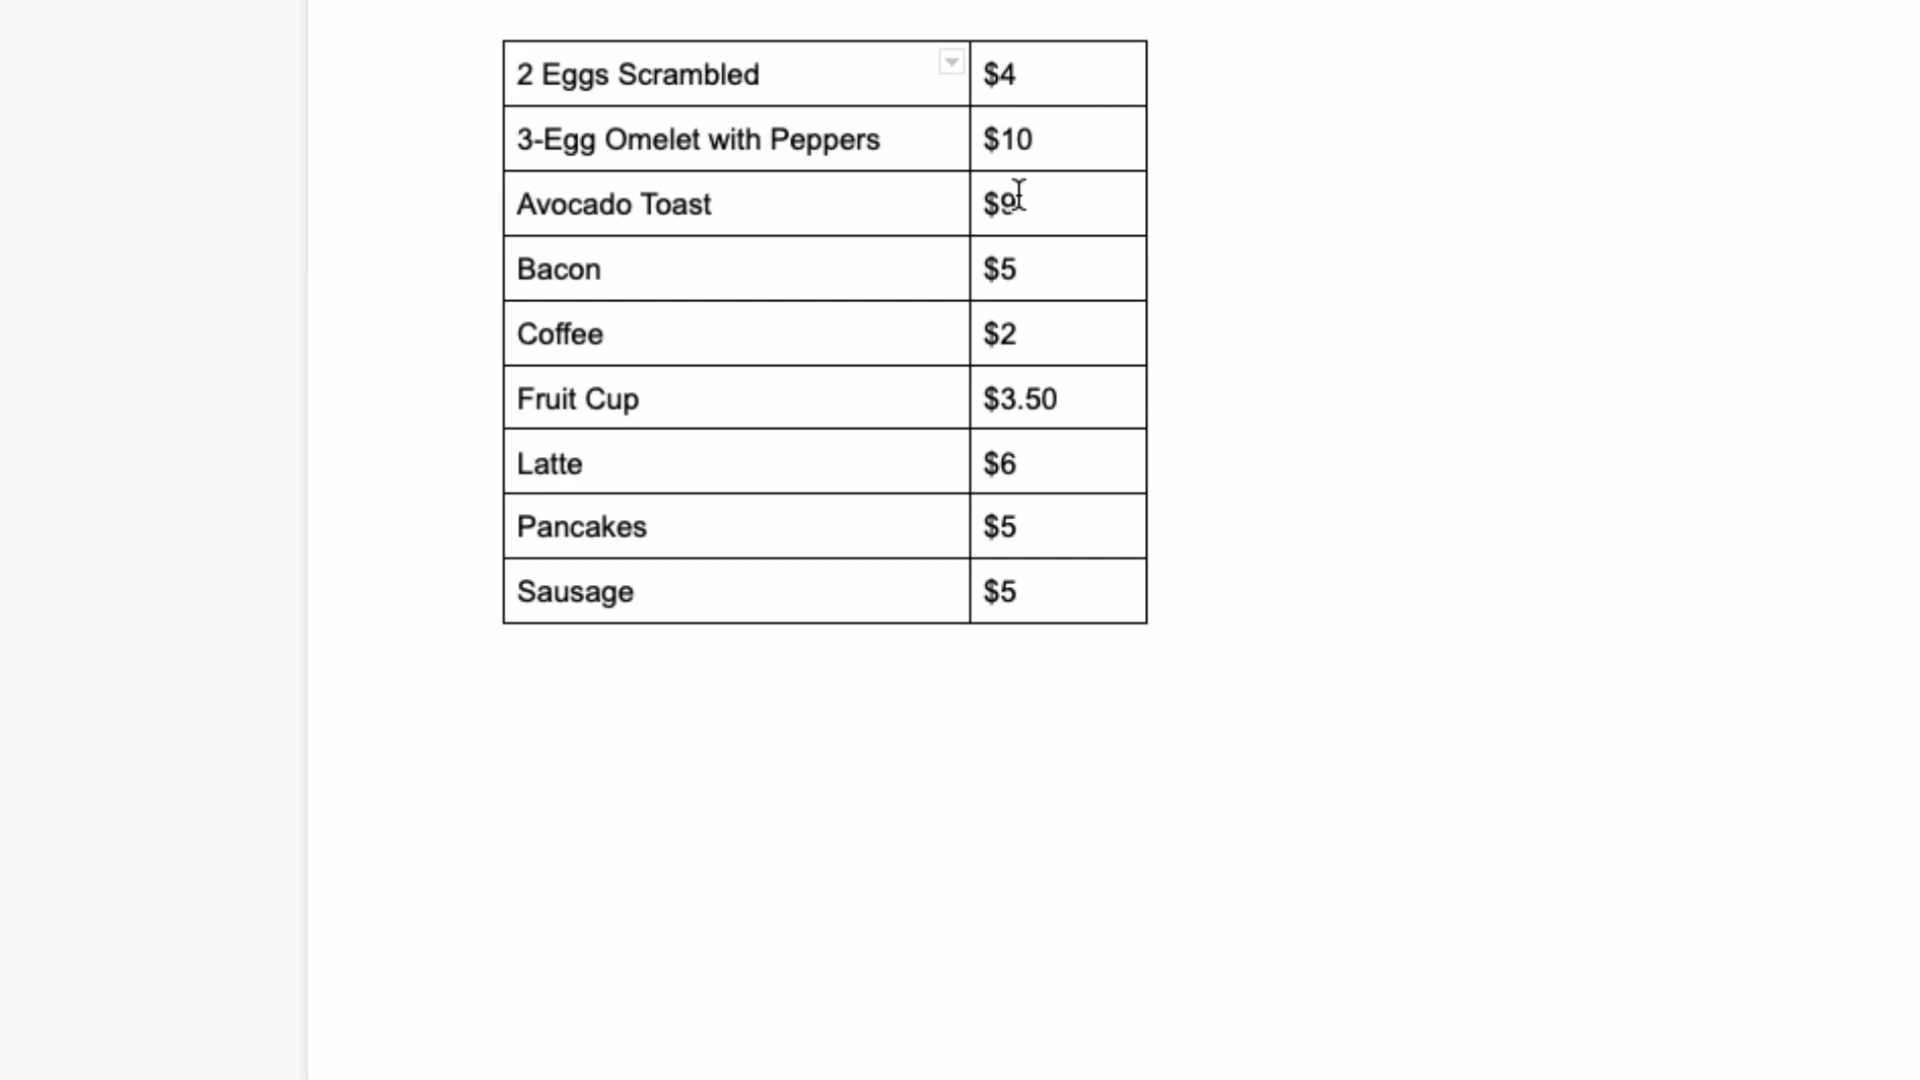 2 Eggs Scrambled $4
3-Egg Omelet with Peppers $10
Avocado Toast $9
Bacon $5
Coffee $2
Fruit Cup $3.50
Latte $6
Pancakes $5
Sausage $5